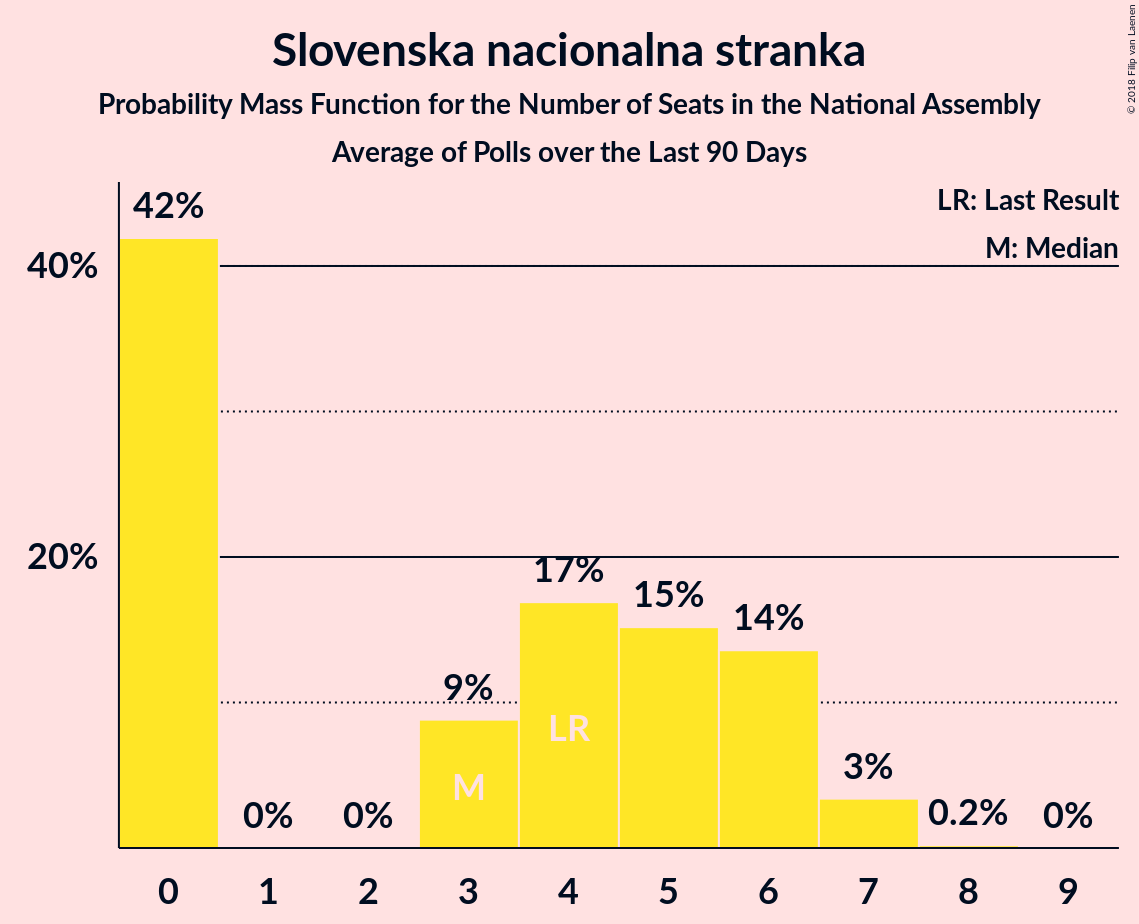 Slovenska nacionalna stranka
Probability Mass Function for the Number of Seats in the National Assembly
Average of Polls over the Last 90 Days
© 2018 Filip van Laenen
LR: Last Result
M: Median
42%
40%
20%
17%
15%
14%
9%
LR
M
3%
0%
0%
0.2%
0%
0 1 2 3 4 5 6 7 8 9